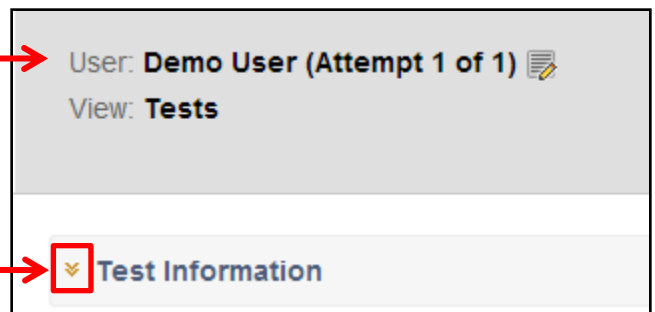 User: Demo User (Attempt 1 of 1)
View: Tests
Test Information